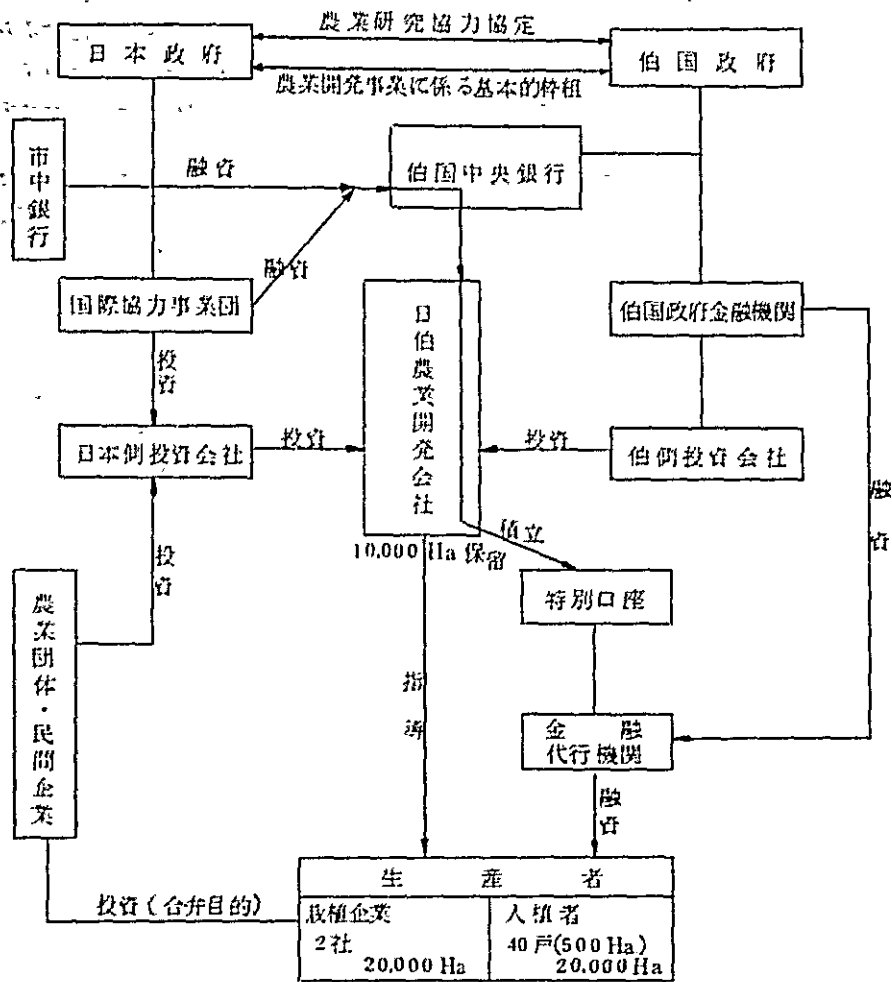 農業研究協力協定
日本政府
伯国政府
農業開発事業に係る基本的枠組
市中銀行
融資
伯国中央銀行
融資
国際協力事業団
日伯農業開発会社
伯国政府金融機関
投資
日本側投資会社
投資
投資
伯側投資会社
融資
投資
10,000 Ha 保留
積立
特別口座
農業団体・民間企業
指導
金融
代行機関
融資
生産者
投資(合弁目的)
栽植企業
2社
20,000 Ha
入植者
40戸(500 Ha)
20,000 Ha